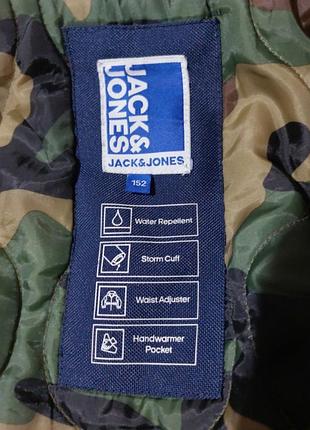 JACK&
JONES
JACK&JONES
152
Water Repellent
Storm Cuff
Waist Adjuster
Handwarmer
Pocket